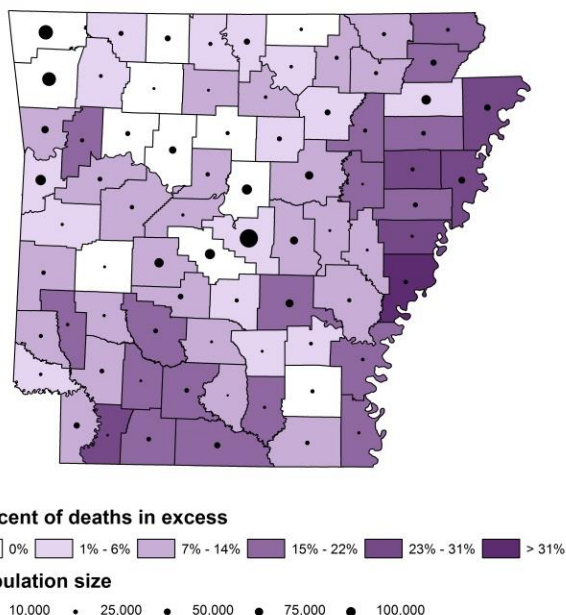 cent of deaths in excess
0% 1% - 6% 7% - 14% 15% - 22% 23% - 31% > 31%
pulation size
10,000 25,000 50,000 75,000 100,000